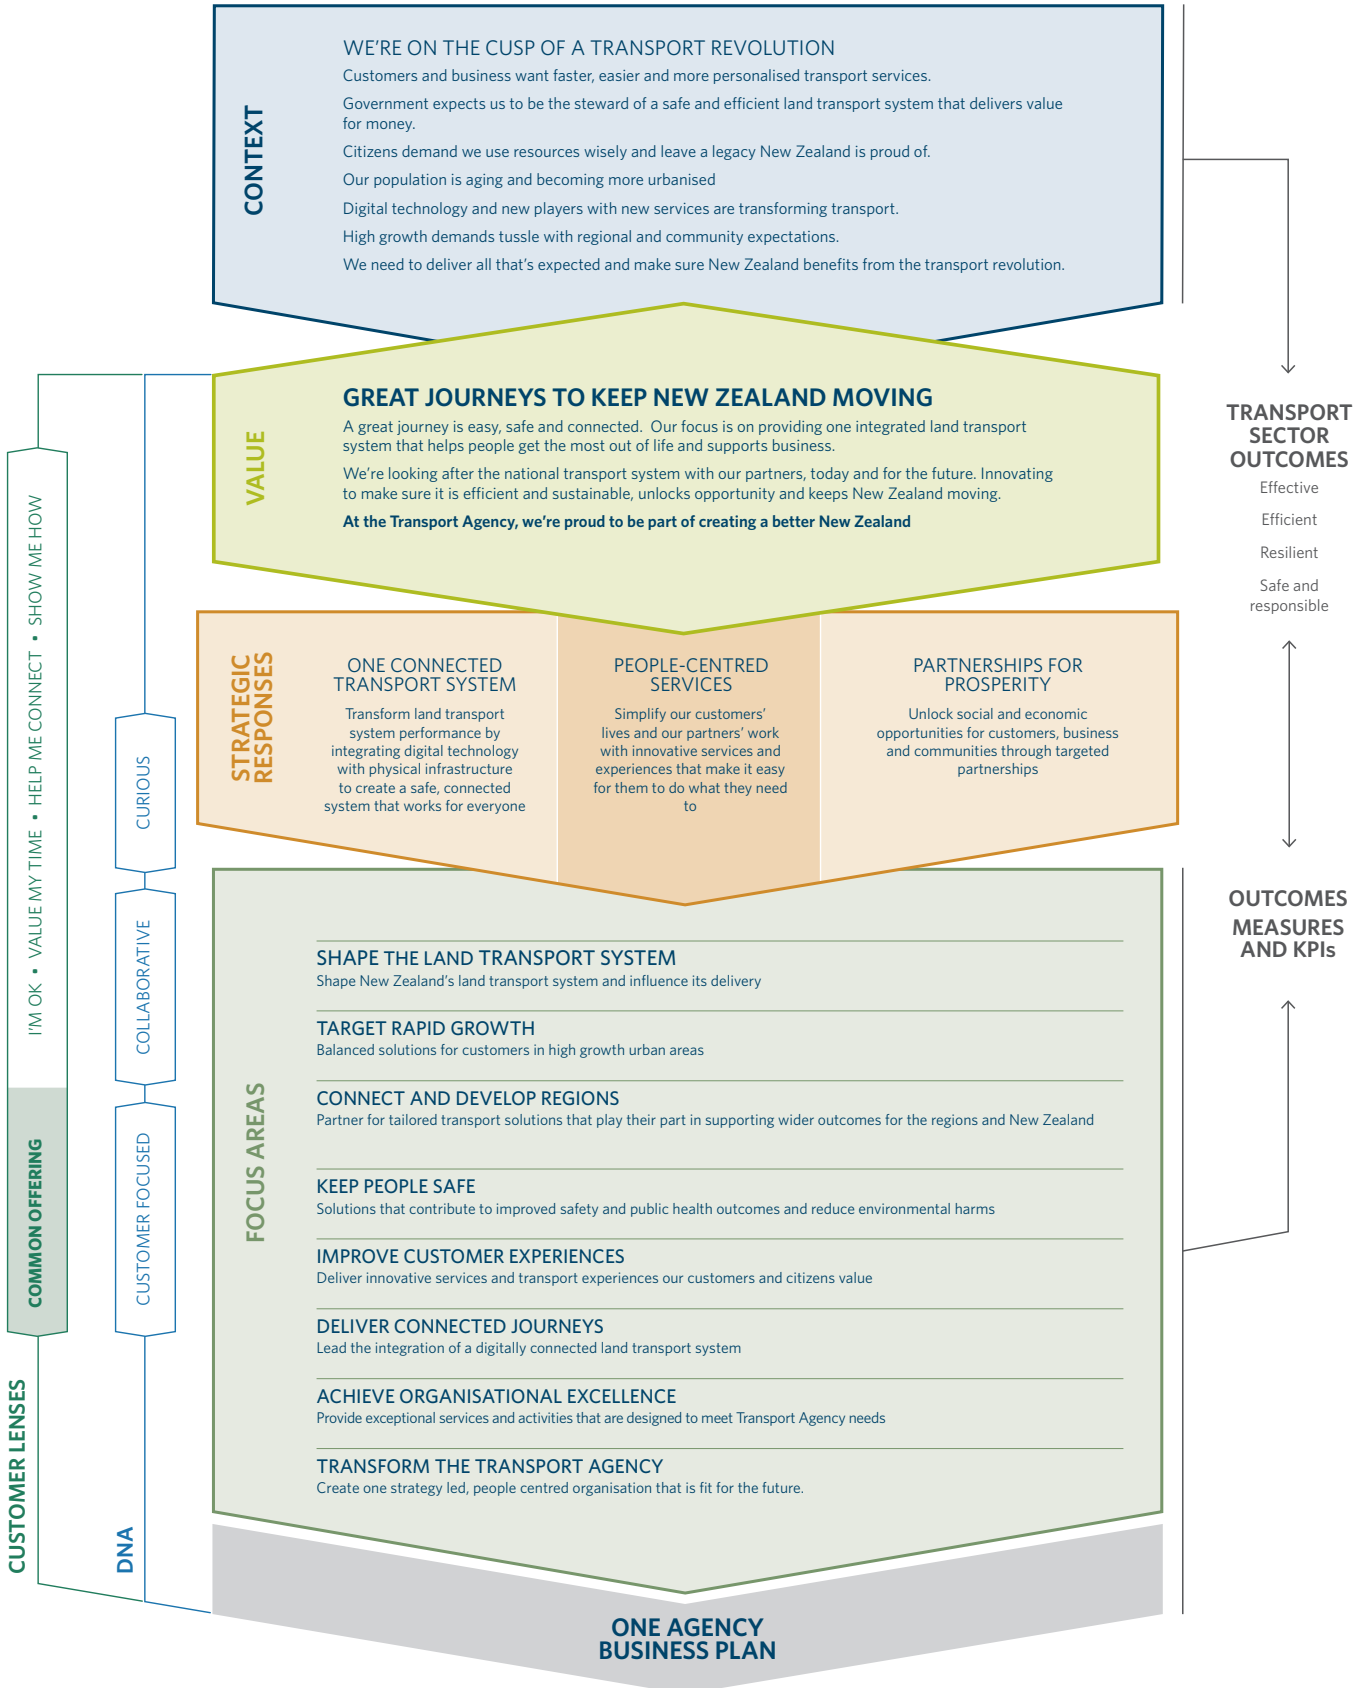 CONTEXT
WE'RE ON THE CUSP OF A TRANSPORT REVOLUTION
Customers and business want faster, easier and more personalised transport services.
Government expects us to be the steward of a safe and efficient land transport system that delivers value
for money.
Citizens demand we use resources wisely and leave a legacy New Zealand is proud of.
Our population is aging and becoming more urbanised
Digital technology and new players with new services are transforming transport.
High growth demands tussle with regional and community expectations.
We need to deliver all that's expected and make sure New Zealand benefits from the transport revolution.
VALUE
GREAT JOURNEYS TO KEEP NEW ZEALAND MOVING
A great journey is easy, safe and connected.  Our focus is on providing one integrated land transport
system that helps people get the most out of life and supports business.
We're looking after the national transport system with our partners, today and for the future. Innovating
to make sure it is efficient and sustainable, unlocks opportunity and keeps New Zealand moving.
At the Transport Agency, we're proud to be part of creating a better New Zealand
STRATEGIC
RESPONSES
ONE CONNECTED
TRANSPORT SYSTEM
Transform land transport
system performance by
integrating digital technology
with physical infrastructure
to create a safe, connected
system that works for everyone
PEOPLE-CENTRED
SERVICES
Simplify our customers'
lives and our partners' work
with innovative services and
experiences that make it easy
for them to do what they need
to
PARTNERSHIPS FOR
PROSPERITY
Unlock social and economic
opportunities for customers, business
and communities through targeted
partnerships
FOCUS AREAS
SHAPE THE LAND TRANSPORT SYSTEM
Shape New Zealand's land transport system and influence its delivery
TARGET RAPID GROWTH
Balanced solutions for customers in high growth urban areas
CONNECT AND DEVELOP REGIONS
Partner for tailored transport solutions that play their part in supporting wider outcomes for the regions and New Zealand
KEEP PEOPLE SAFE
Solutions that contribute to improved safety and public health outcomes and reduce environmental harms
IMPROVE CUSTOMER EXPERIENCES
Deliver innovative services and transport experiences our customers and citizens value
DELIVER CONNECTED JOURNEYS
Lead the integration of a digitally connected land transport system
ACHIEVE ORGANISATIONAL EXCELLENCE
Provide exceptional services and activities that are designed to meet Transport Agency needs
TRANSFORM THE TRANSPORT AGENCY
Create one strategy led, people centred organisation that is fit for the future.
ONE AGENCY
BUSINESS PLAN
CUSTOMER LENSES
COMMON OFFERING
I'M OK • VALUE MY TIME • HELP ME CONNECT • SHOW ME HOW
DNA
CUSTOMER FOCUSED
COLLABORATIVE
CURIOUS
TRANSPORT
SECTOR
OUTCOMES
Effective
Efficient
Resilient
Safe and
responsible
OUTCOMES
MEASURES
AND KPIs